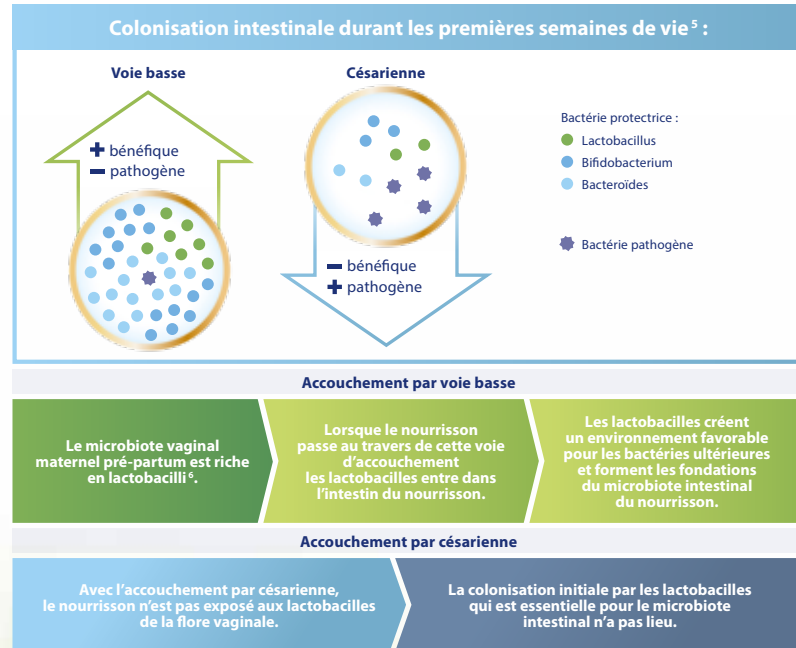 Colonisation intestinale durant les premières semaines de vie⁵ :
Voie basse
+ bénéfique
− pathogène
Césarienne
− bénéfique
+ pathogène
Bactérie protectrice :
Lactobacillus
Bifidobacterium
Bacteroïdes
Bactérie pathogène
Accouchement par voie basse
Le microbiote vaginal
maternel pré-partum est riche
en lactobacilli⁶.
Lorsque le nourrisson
passe au travers de cette voie
d'accouchement
les lactobacilles entre dans
l'intestin du nourrisson.
Les lactobacilles créent
un environnement favorable
pour les bactéries ultérieures
et forment les fondations
du microbiote intestinal
du nourrisson.
Accouchement par césarienne
Avec l'accouchement par césarienne,
le nourrisson n'est pas exposé aux lactobacilles
de la flore vaginale.
La colonisation initiale par les lactobacilles
qui est essentielle pour le microbiote
intestinal n'a pas lieu.